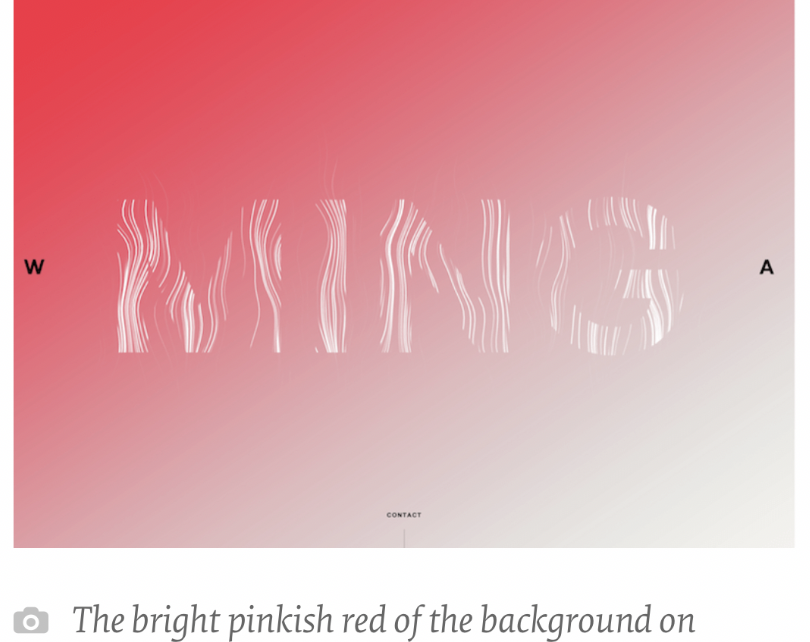 MING
W
A
CONTACT
The bright pinkish red of the background on